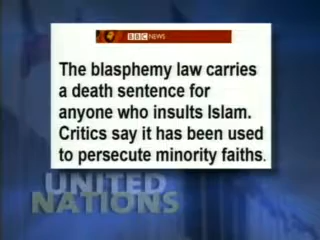 BBC NEWS
The blasphemy law carries
a death sentence for
anyone who insults Islam.
Critics say it has been used
to persecute minority faiths.
UNITED
NATIONS